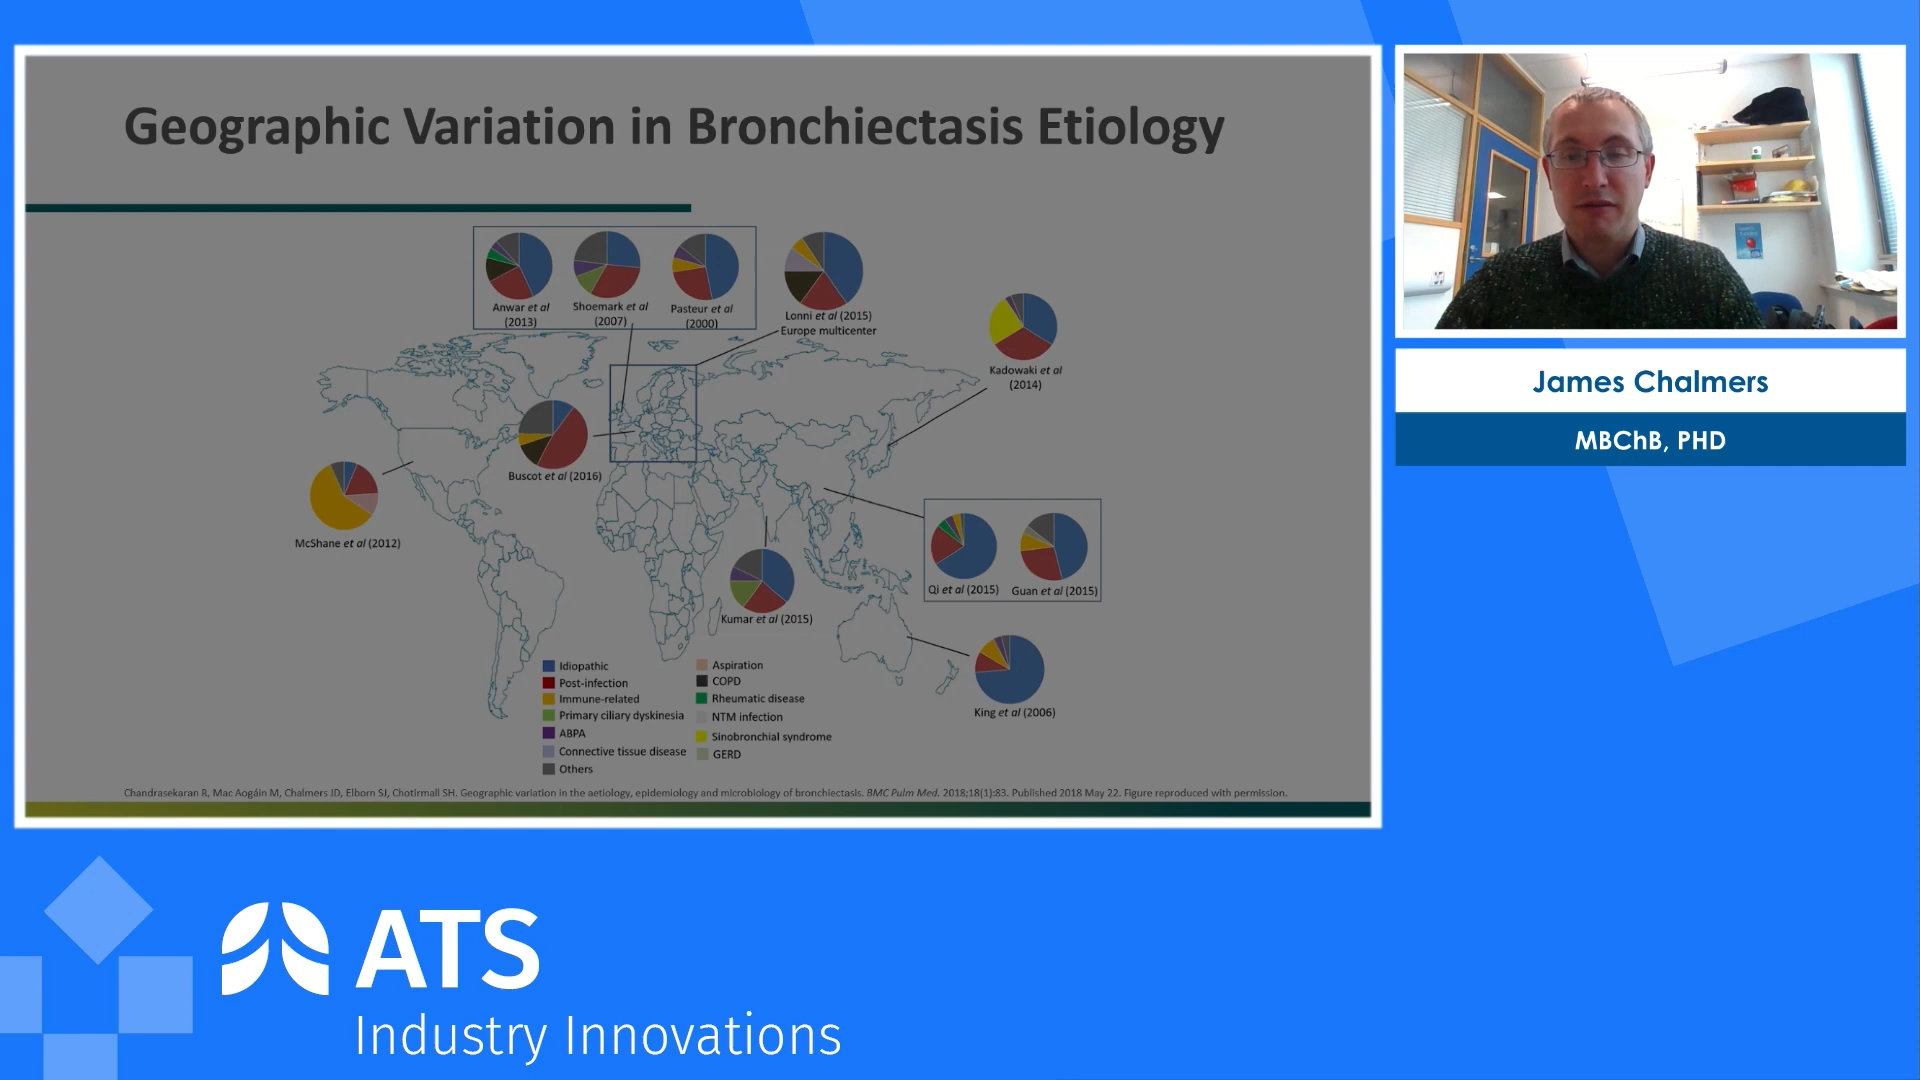 Geographic Variation in Bronchiectasis Etiology
Anwar et al
(2013)
Shoemark et al
(2007)
Pasteur et al
(2000)
Lonni et al (2015)
Europe multicenter
Kadowaki et al
(2014)
Buscot et al (2016)
McShane et al (2012)
Qi et al (2015)
Guan et al (2015)
Kumar et al (2015)
King et al (2006)
Idiopathic
Post-infection
Immune-related
Primary ciliary dyskinesia
ABPA
Connective tissue disease
Others
Aspiration
COPD
Rheumatic disease
NTM infection
Sinobronchial syndrome
GERD
Chandrasekaran R, Mac Aogáin M, Chalmers JD, Elborn SJ, Chotirmall SH. Geographic variation in the aetiology, epidemiology and microbiology of bronchiectasis. BMC Pulm Med. 2018;18(1):83. Published 2018 May 22. Figure reproduced with permission.
James Chalmers
MBChB, PHD
ATS
Industry Innovations